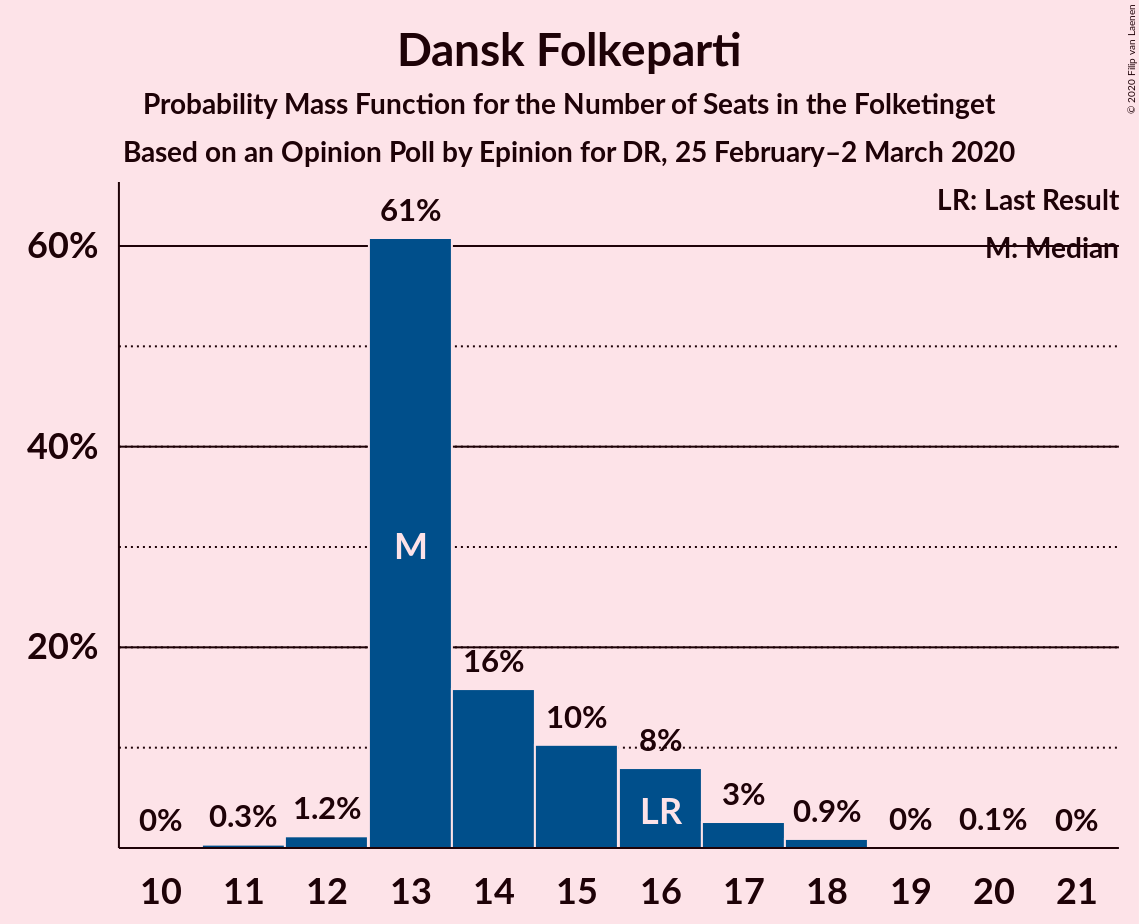 Dansk Folkeparti
Probability Mass Function for the Number of Seats in the Folketinget
Based on an Opinion Poll by Epinion for DR, 25 February–2 March 2020
© 2020 Filip van Laenen
LR: Last Result
M: Median
60%
40%
20%
0%
0.3%
1.2%
61%
16%
10%
8%
3%
0.9%
0%
0.1%
0%
M
LR
10 11 12 13 14 15 16 17 18 19 20 21